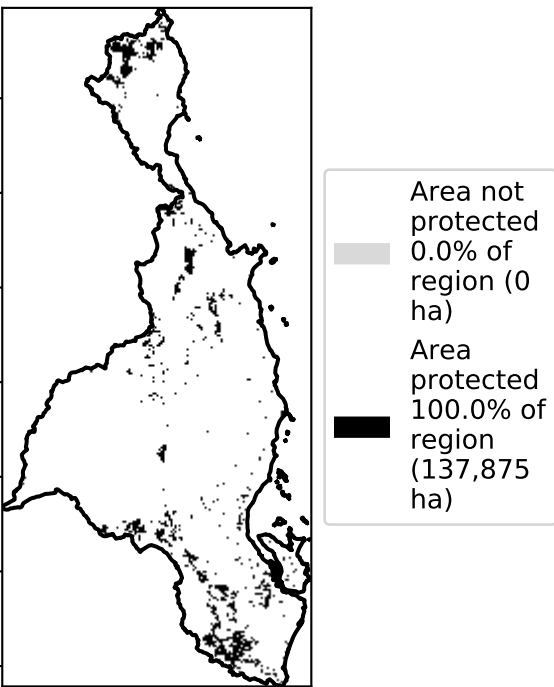 Area not
protected
0.0% of
region (0
ha)
Area
protected
100.0% of
region
(137,875
ha)